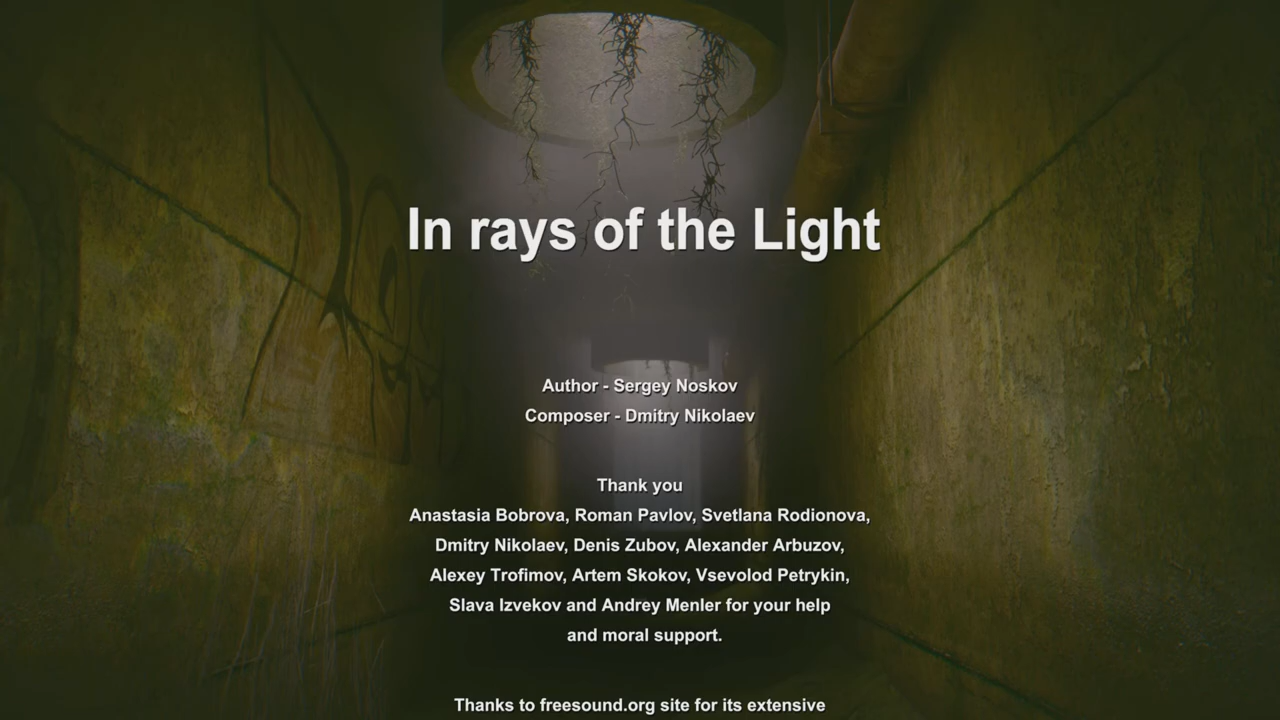 In rays of the Light
Author - Sergey Noskov
Composer - Dmitry Nikolaev
Thank you
Anastasia Bobrova, Roman Pavlov, Svetlana Rodionova,
Dmitry Nikolaev, Denis Zubov, Alexander Arbuzov,
Alexey Trofimov, Artem Skokov, Vsevolod Petrykin,
Slava Izvekov and Andrey Menler for your help
and moral support.
Thanks to freesound.org site for its extensive